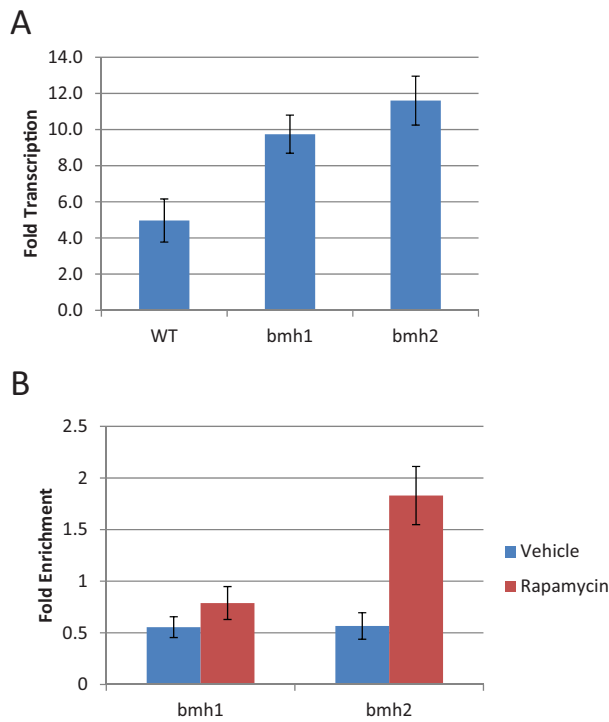 A
14.0
12.0
10.0
8.0
6.0
4.0
2.0
0.0
Fold Transcription
WT
bmh1
bmh2
B
2.5
2
1.5
1
0.5
0
Fold Enrichment
bmh1
bmh2
Vehicle
Rapamycin